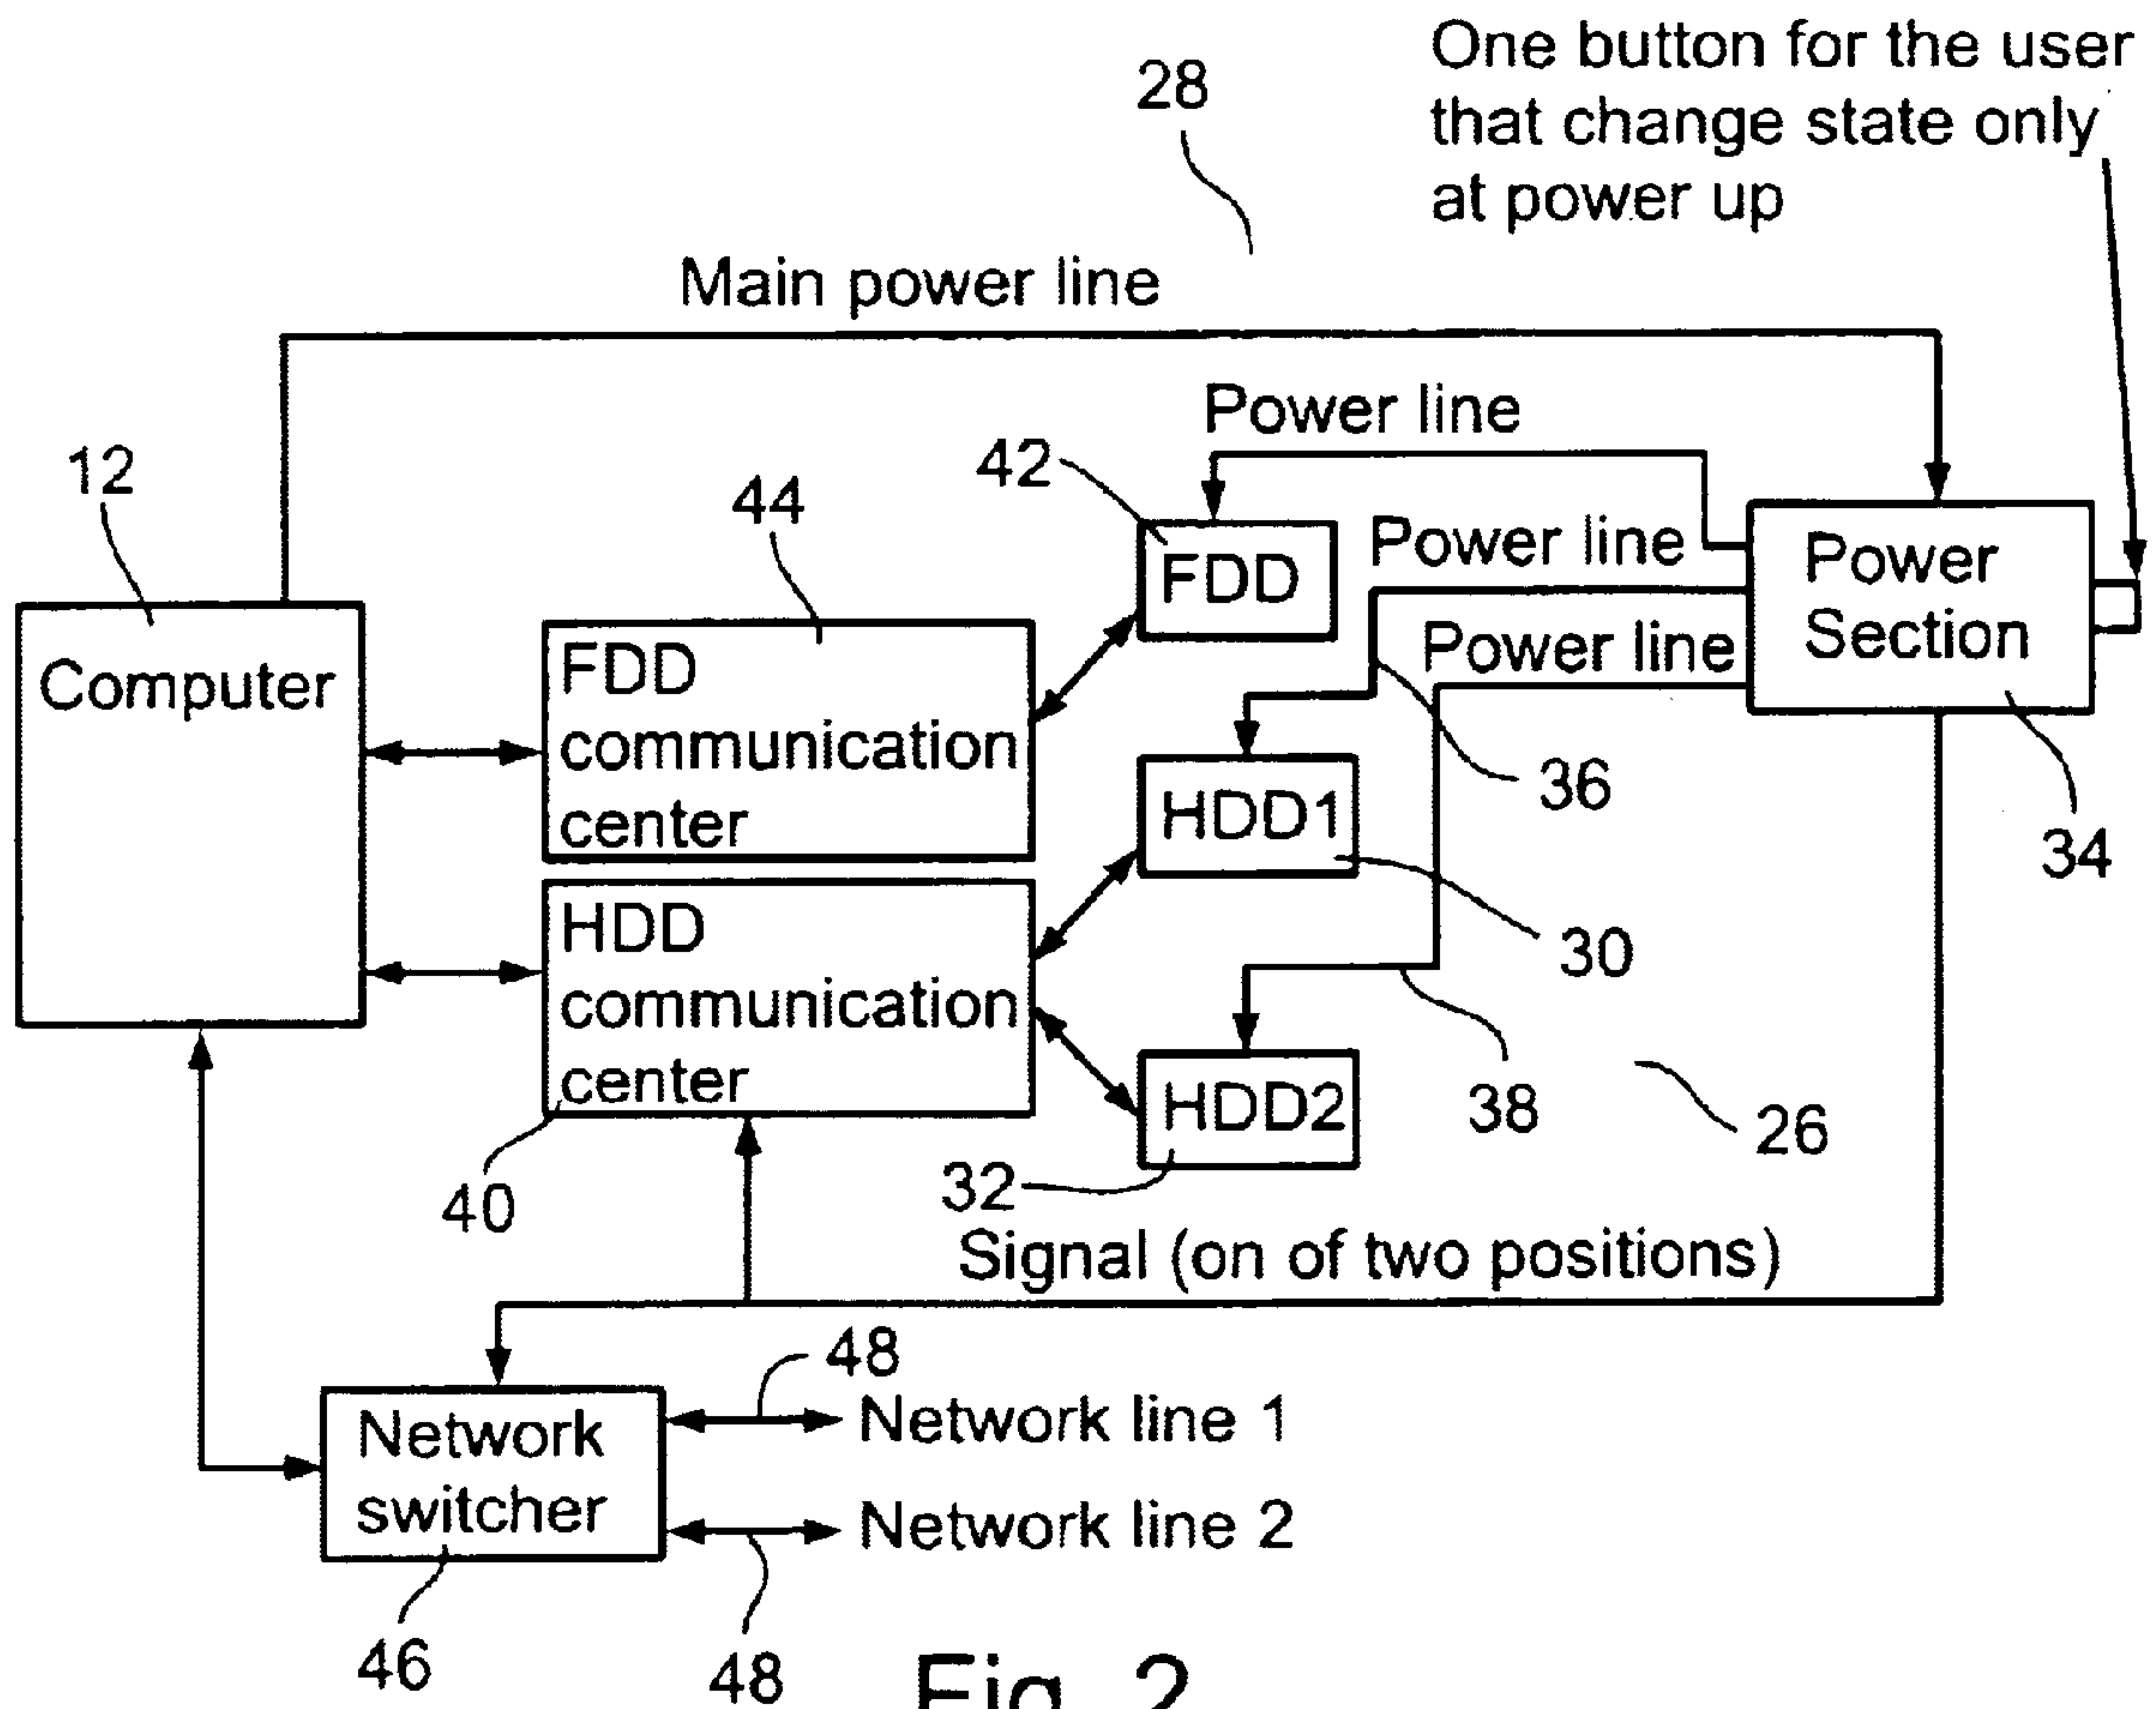 One button for the user
that change state only
at power up
28
Main power line
Power line
12
44
42
FDD
Power line
Power
Section
Power line
Computer
FDD
communication
center
36
HDD1
34
30
HDD
communication
center
38
HDD2
26
40
32
Signal (on of two positions)
48
Network line 1
Network
switcher
Network line 2
46
48
Fig. 2